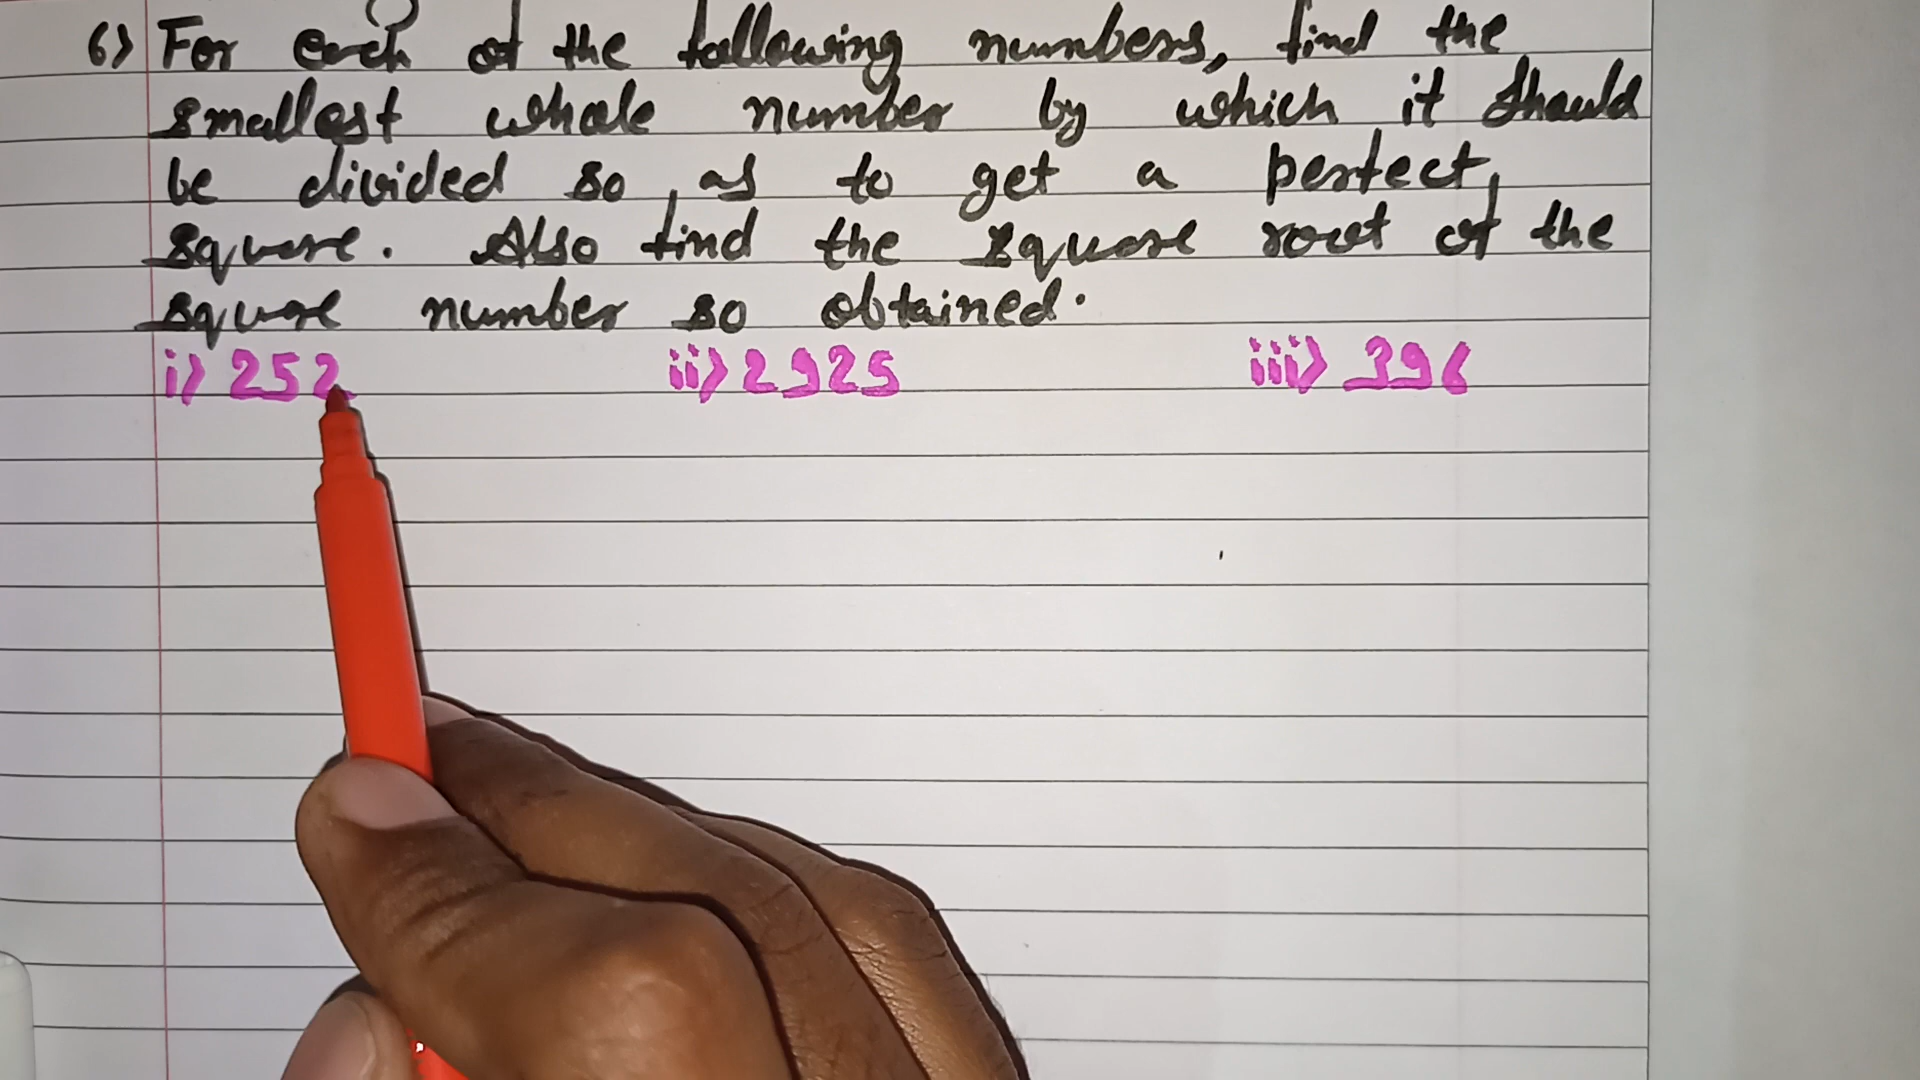 6) For each of the following numbers, find the
smallest whole number by which it should
be divided so as to get a perfect
square. Also find the square root of the
square number so obtained.
i) 252 ii) 2925 iii) 396